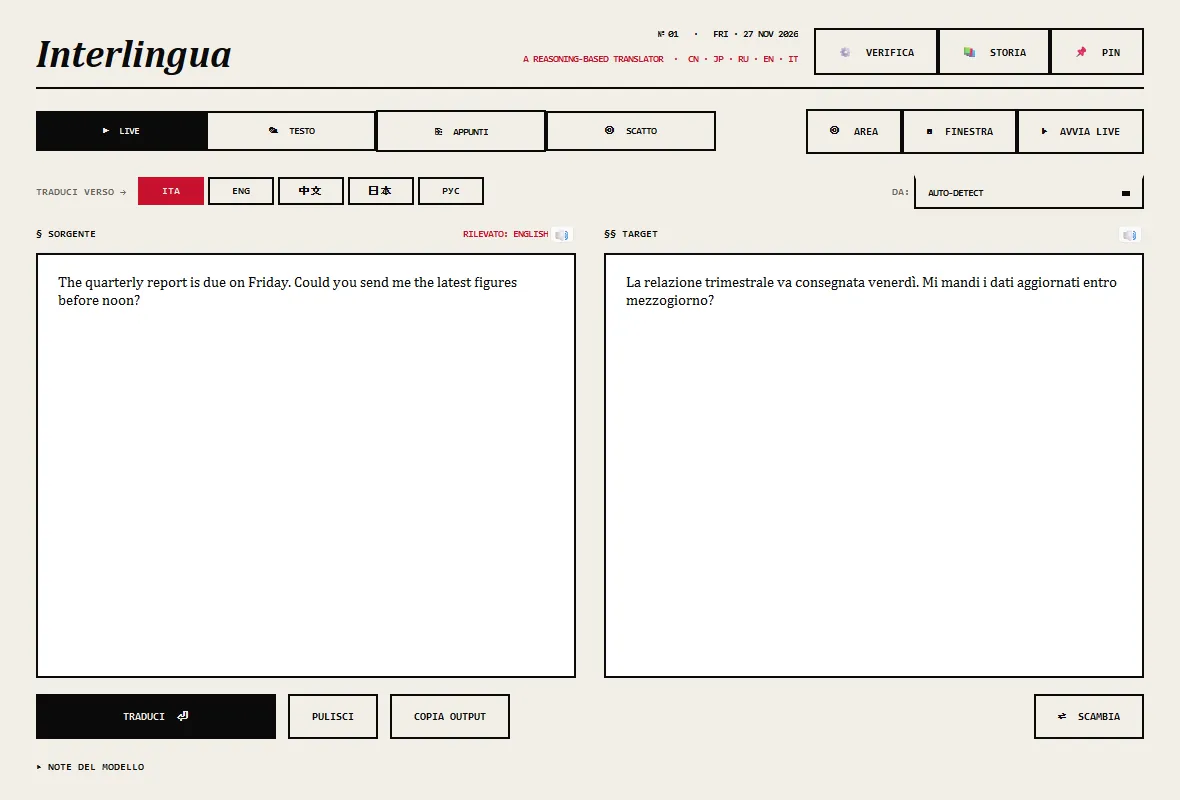 Interlingua
№ 01 · FRI · 27 NOV 2026
A REASONING-BASED TRANSLATOR · CN · JP · RU · EN · IT
VERIFICA
STORIA
PIN
LIVE
TESTO
APPUNTI
SCATTO
AREA
FINESTRA
AVVIA LIVE
TRADUCI VERSO →
ITA
ENG
中文
日本
РУС
DA:
AUTO-DETECT
§ SORGENTE
RILEVATO: ENGLISH
§§ TARGET
The quarterly report is due on Friday. Could you send me the latest figures
before noon?
La relazione trimestrale va consegnata venerdì. Mi mandi i dati aggiornati entro
mezzogiorno?
TRADUCI
PULISCI
COPIA OUTPUT
SCAMBIA
NOTE DEL MODELLO